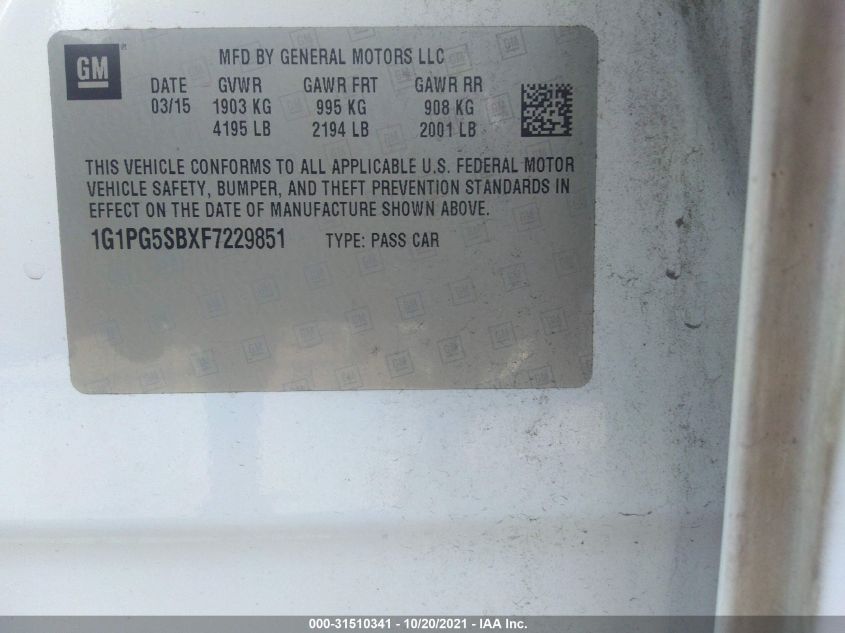 GM
MFD BY GENERAL MOTORS LLC
DATE GVWR GAWR FRT GAWR RR
03/15 1903 KG 995 KG 908 KG
4195 LB 2194 LB 2001 LB
THIS VEHICLE CONFORMS TO ALL APPLICABLE U.S. FEDERAL MOTOR
VEHICLE SAFETY, BUMPER, AND THEFT PREVENTION STANDARDS IN
EFFECT ON THE DATE OF MANUFACTURE SHOWN ABOVE.
1G1PG5SBXF7229851 TYPE: PASS CAR
000-31510341 - 10/20/2021 - IAA Inc.